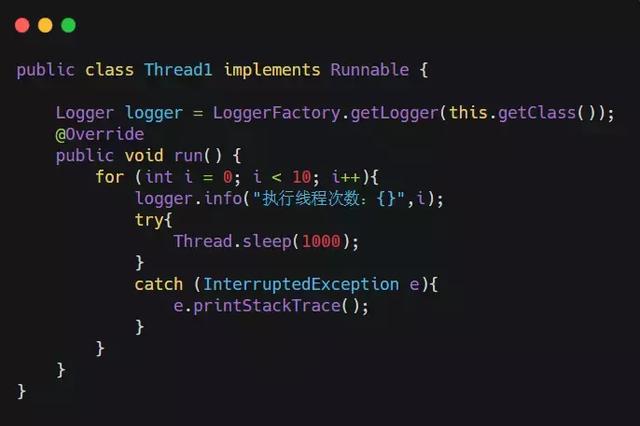 public class Thread1 implements Runnable {
    Logger logger = LoggerFactory.getLogger(this.getClass());
    @Override
    public void run() {
        for (int i = 0; i < 10; i++){
            logger.info("执行线程次数：{}",i);
            try{
                Thread.sleep(1000);
            }
            catch (InterruptedException e){
                e.printStackTrace();
            }
        }
    }
}